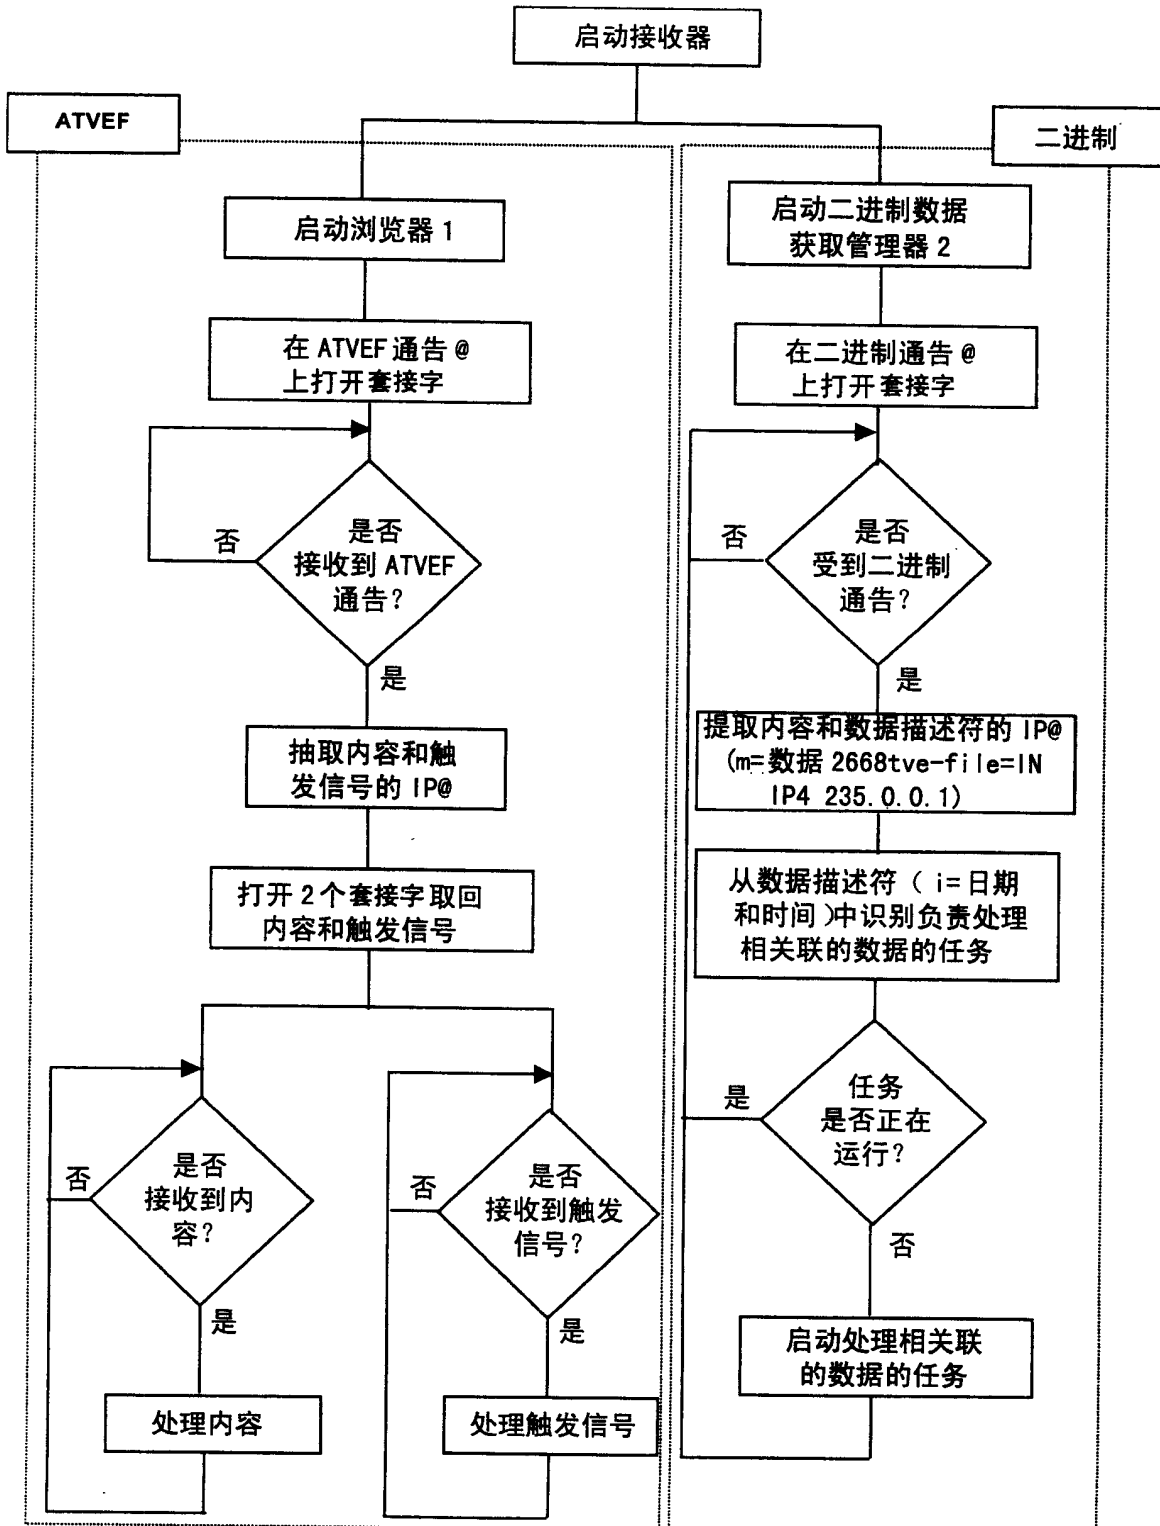 启动接收器
ATVEF
二进制
启动浏览器 1
在 ATVEF 通告 @
上打开套接字
否
是否
接收到 ATVEF
通告？
是
抽取内容和触
发信号的 IP@
打开 2 个套接字取回
内容和触发信号
否
是否
接收到内
容？
是
处理内容
否
是否
接收到触发
信号？
是
处理触发信号
启动二进制数据
获取管理器 2
在二进制通告 @
上打开套接字
否
是否
受到二进制
通告？
是
提取内容和数据描述符的 IP@
(m=数据 2668tve-file=IN
IP4 235.0.0.1)
从数据描述符（ i=日期
和时间 )中识别负责处理
相关联的数据的任务
是
任务
是否正在
运行？
否
启动处理相关联
的数据的任务